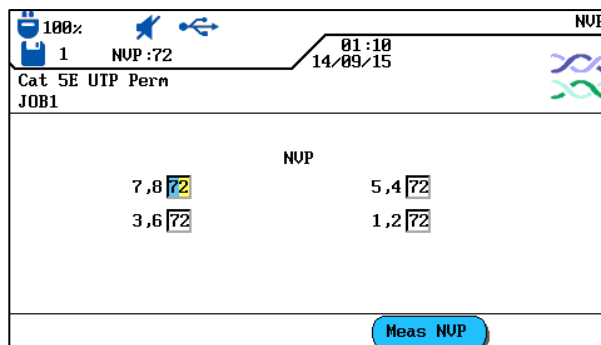 100% NVP
1 NVP:72 01:10
14/09/15
Cat 5E UTP Perm
JOB1
NVP
7,8 72 5,4 72
3,6 72 1,2 72
Meas NVP